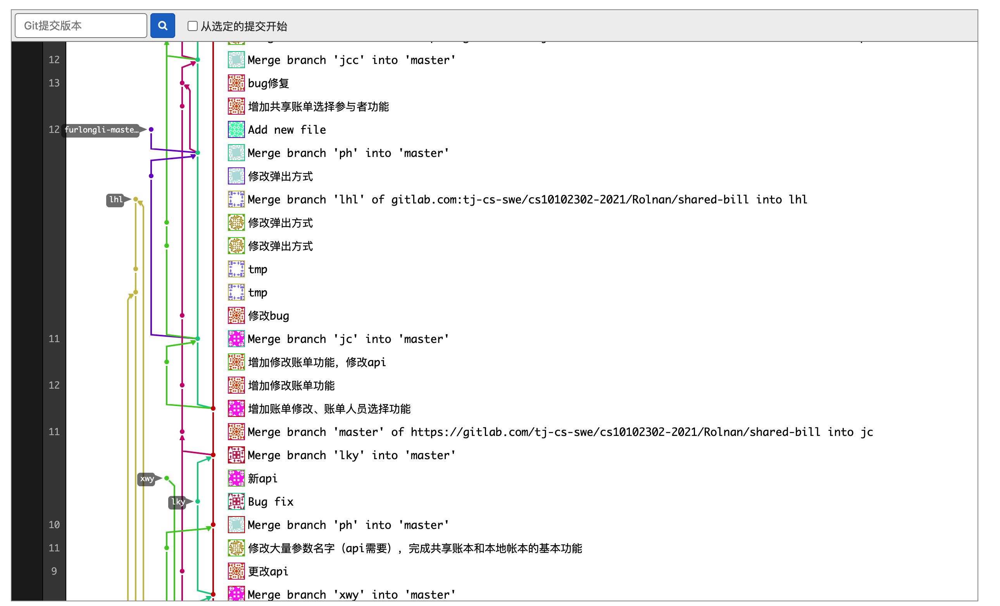 Git提交版本
从选定的提交开始
12 Merge branch 'jcc' into 'master'
13 bug修复
增加共享账单选择参与者功能
12 furlongli-maste… Add new file
Merge branch 'ph' into 'master'
修改弹出方式
lhl Merge branch 'lhl' of gitlab.com:tj-cs-swe/cs10102302-2021/Rolnan/shared-bill into lhl
修改弹出方式
修改弹出方式
tmp
tmp
修改bug
11 Merge branch 'jc' into 'master'
增加修改账单功能，修改api
12 增加修改账单功能
增加账单修改、账单人员选择功能
11 Merge branch 'master' of https://gitlab.com/tj-cs-swe/cs10102302-2021/Rolnan/shared-bill into jc
Merge branch 'lky' into 'master'
xwy 新api
lky Bug fix
10 Merge branch 'ph' into 'master'
11 修改大量参数名字（api需要），完成共享账本和本地帐本的基本功能
9 更改api
Merge branch 'xwy' into 'master'